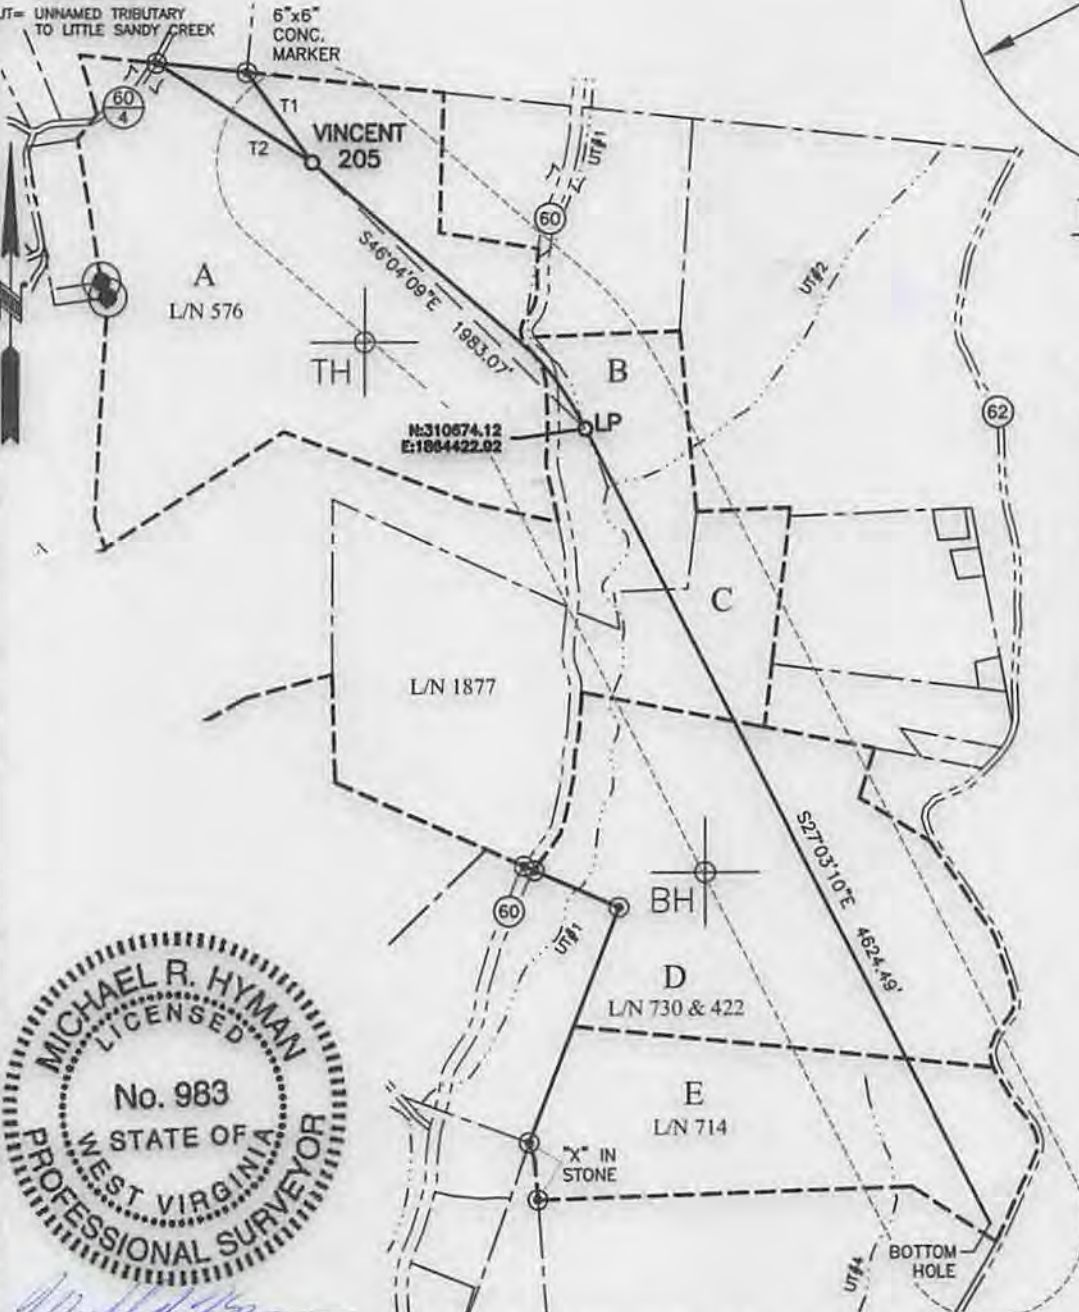 UT= UNNAMED TRIBUTARY
TO LITTLE SANDY CREEK
6"x6"
CONC.
MARKER
60
4
T1
T2
VINCENT
205
60
UT#1
UT#2
A
L/N 576
S46°04'09"E 1983.07'
TH
B
62
N:310674.12
E:1864422.02
LP
C
L/N 1877
S27°03'10"E 4624.49'
BH
60
UT#1
D
L/N 730 & 422
E
L/N 714
"X" IN
STONE
BOTTOM
HOLE
UT#4
MICHAEL R. HYMAN
LICENSED
No. 983
STATE OF
WEST VIRGINIA
PROFESSIONAL SURVEYOR